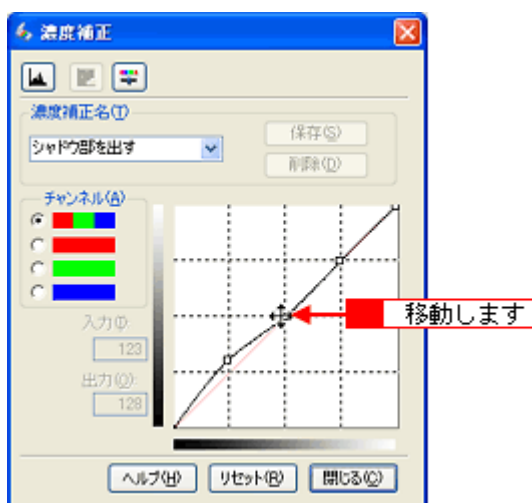 濃度補正
濃度補正名(T)
シャドウ部を出す
保存(S)
削除(D)
チャンネル(A)
入力(I):
123
出力(O):
128
移動します
ヘルプ(H)
リセット(R)
閉じる(C)